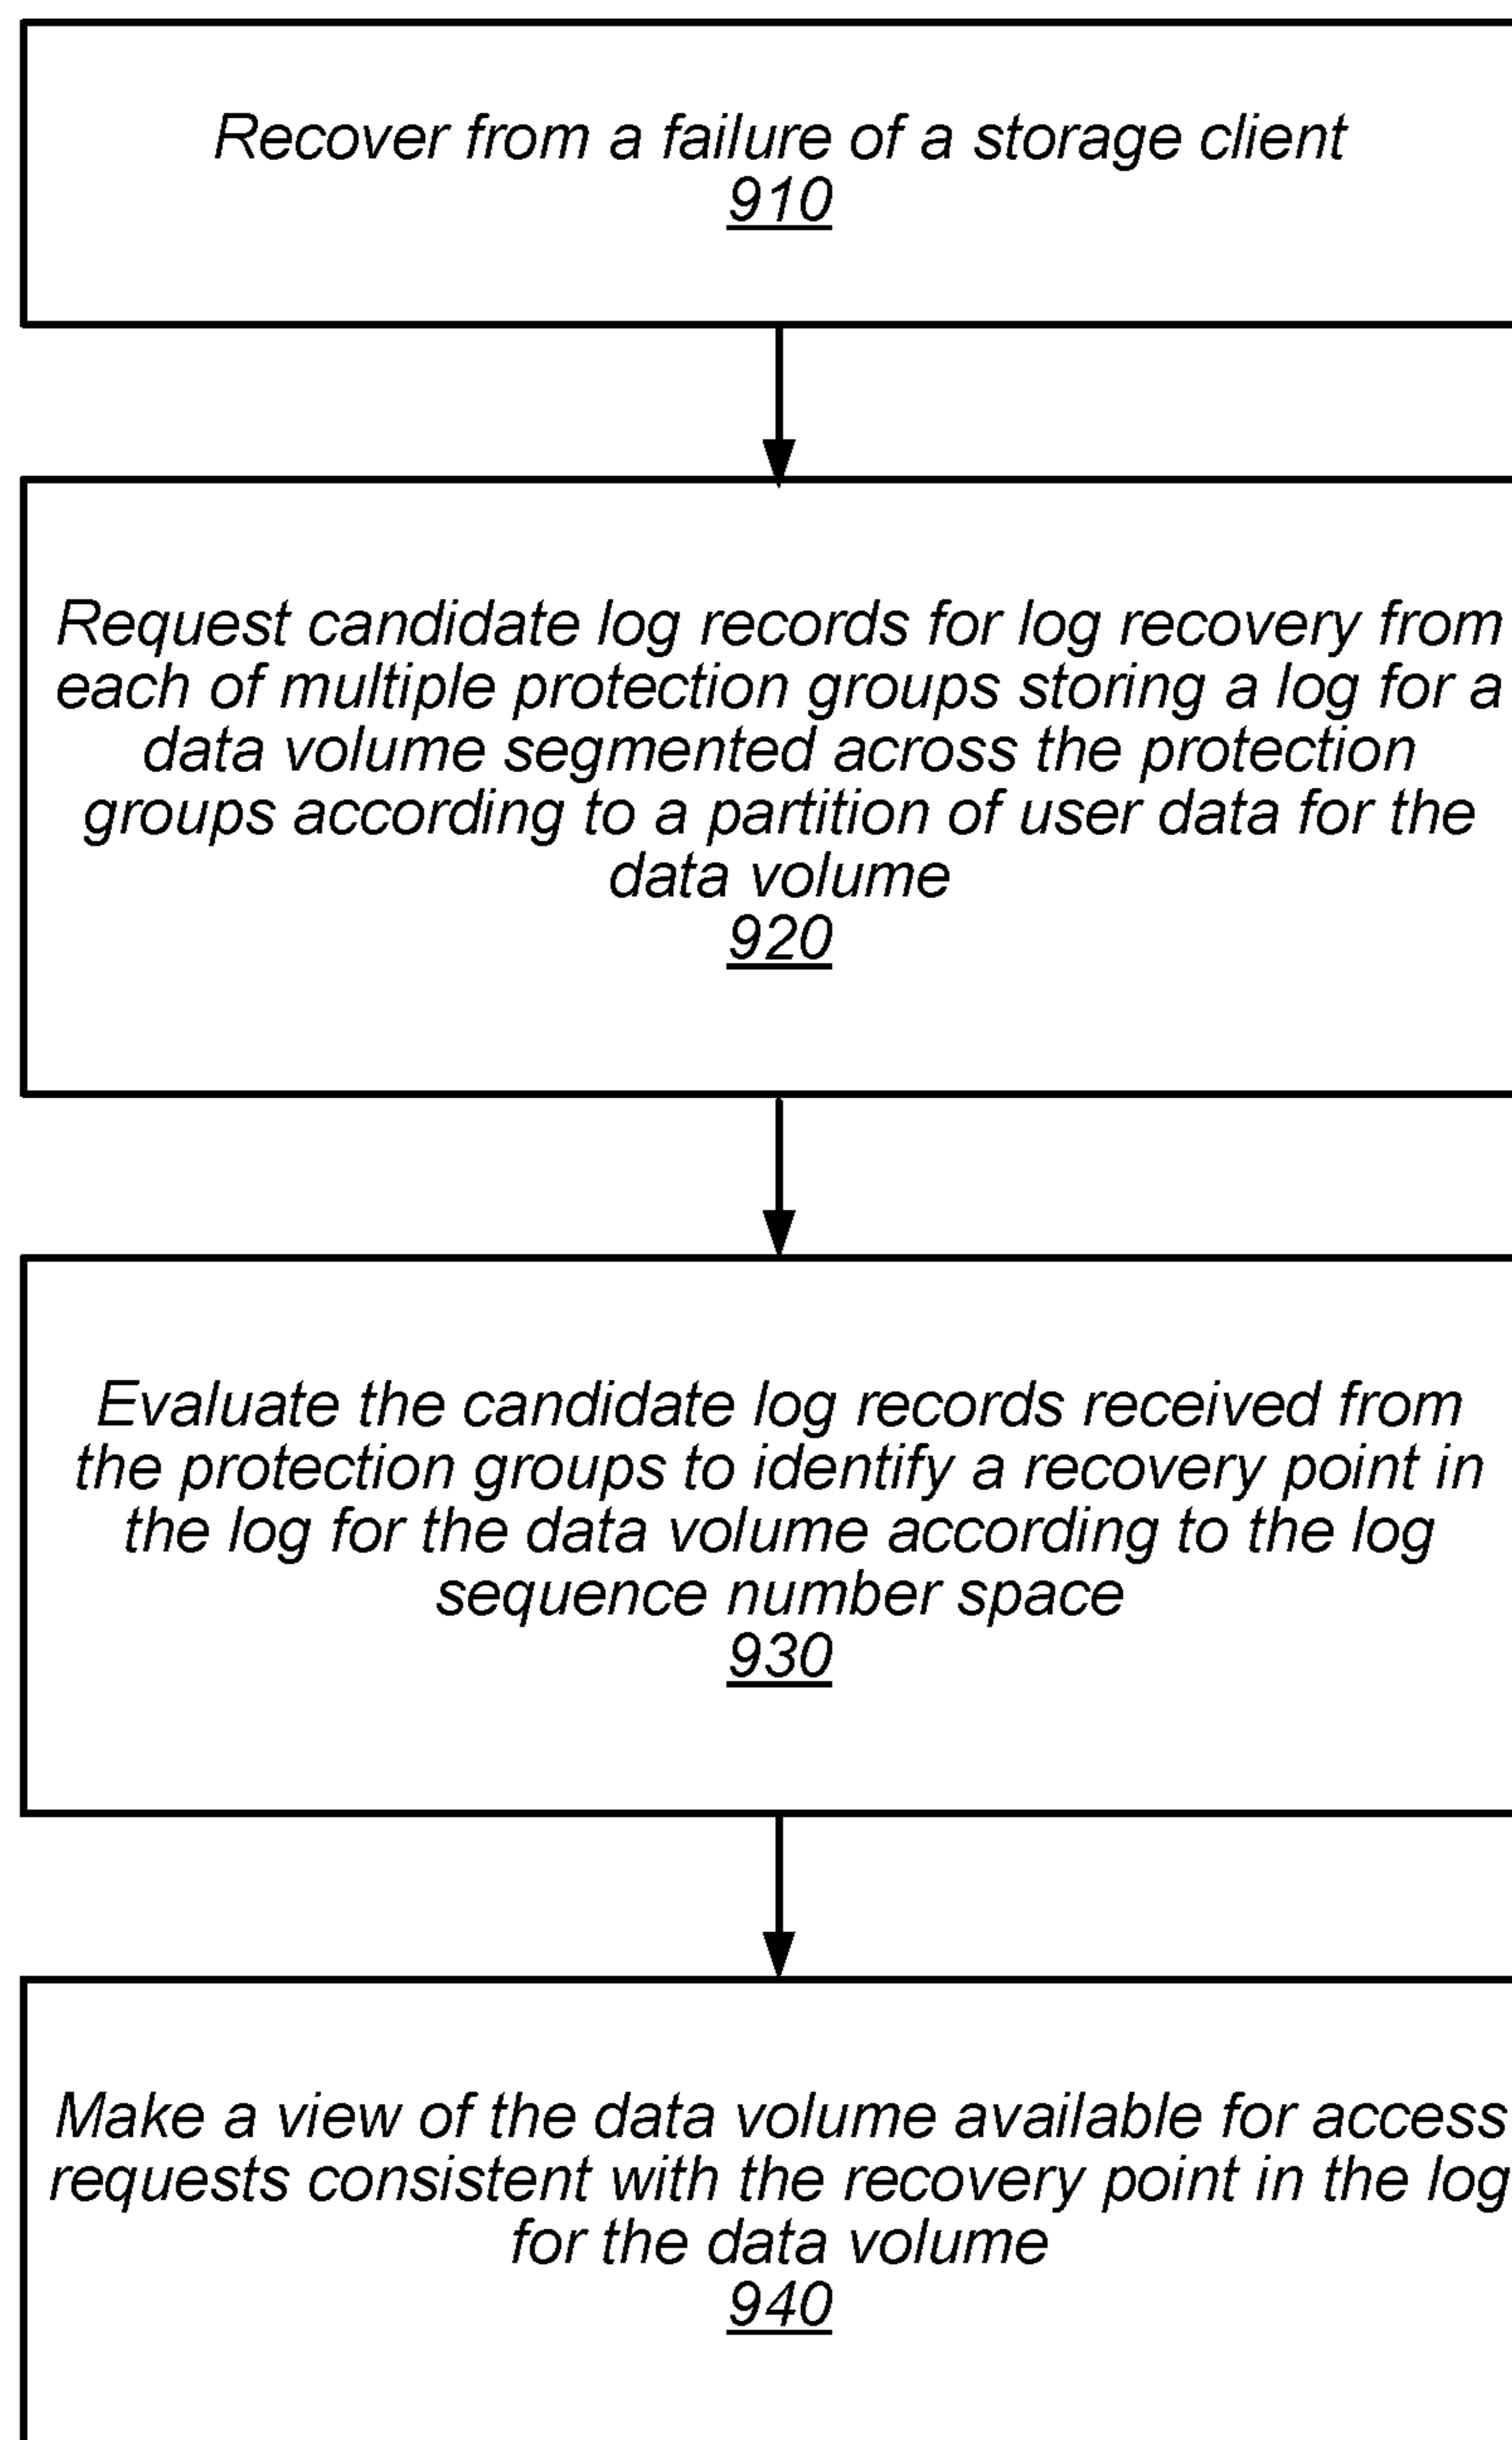 Recover from a failure of a storage client
910
Request candidate log records for log recovery from
each of multiple protection groups storing a log for a
data volume segmented across the protection
groups according to a partition of user data for the
data volume
920
Evaluate the candidate log records received from
the protection groups to identify a recovery point in
the log for the data volume according to the log
sequence number space
930
Make a view of the data volume available for access
requests consistent with the recovery point in the log
for the data volume
940